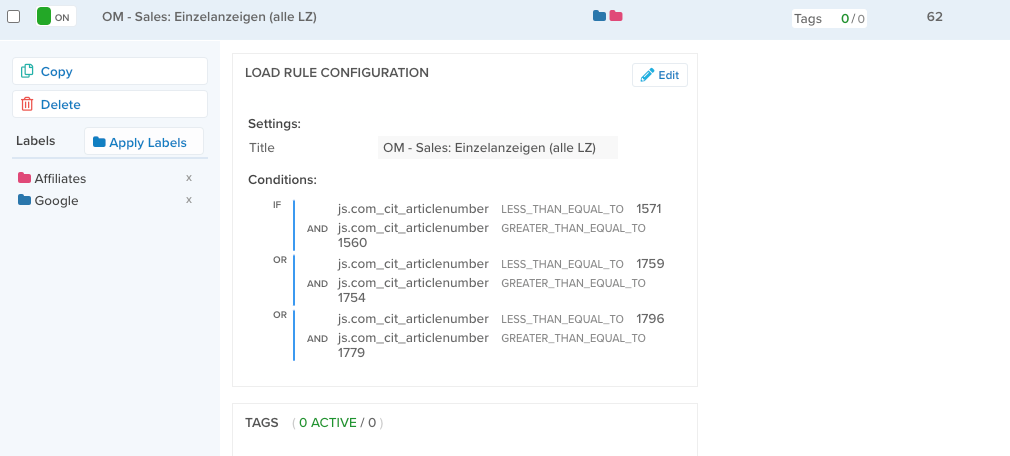 ON OM - Sales: Einzelanzeigen (alle LZ) Tags 0 / 0 62
Copy
Delete
Labels Apply Labels
Affiliates x
Google x
LOAD RULE CONFIGURATION Edit
Settings:
Title OM - Sales: Einzelanzeigen (alle LZ)
Conditions:
IF js.com_cit_articlenumber LESS_THAN_EQUAL_TO 1571
AND js.com_cit_articlenumber GREATER_THAN_EQUAL_TO
1560
OR js.com_cit_articlenumber LESS_THAN_EQUAL_TO 1759
AND js.com_cit_articlenumber GREATER_THAN_EQUAL_TO
1754
OR js.com_cit_articlenumber LESS_THAN_EQUAL_TO 1796
AND js.com_cit_articlenumber GREATER_THAN_EQUAL_TO
1779
TAGS ( 0 ACTIVE / 0 )